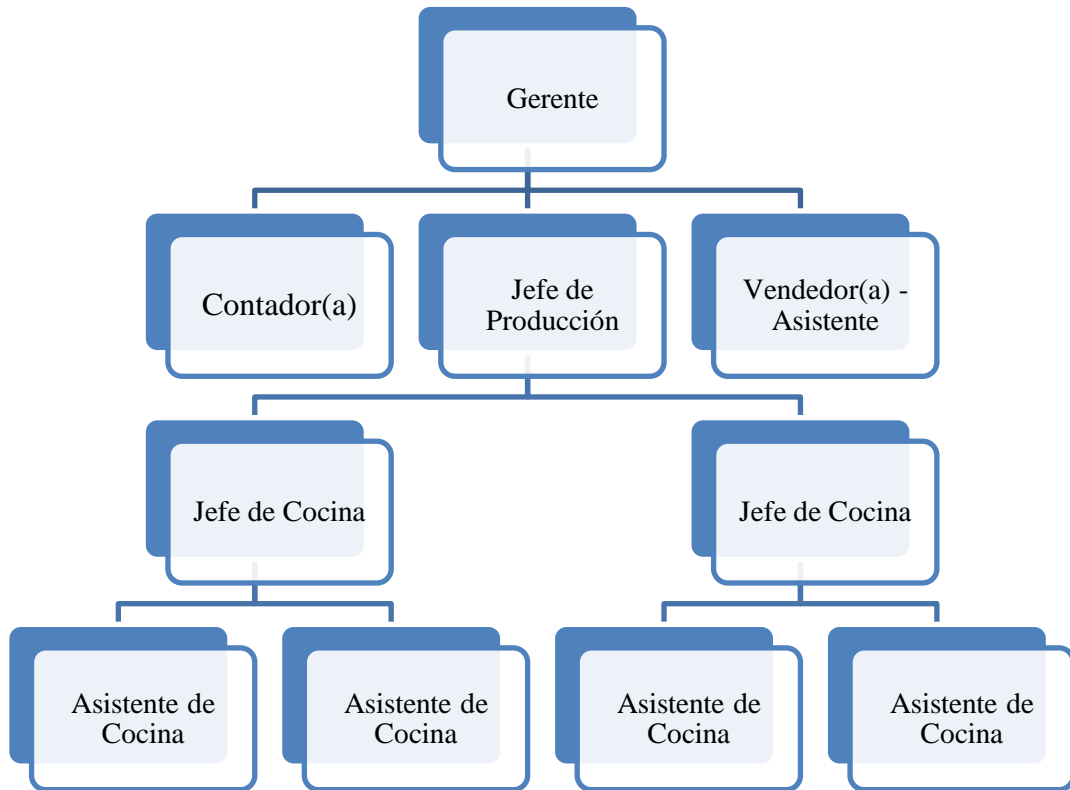 Gerente
Contador(a)
Jefe de
Producción
Vendedor(a) -
Asistente
Jefe de Cocina
Jefe de Cocina
Asistente de
Cocina
Asistente de
Cocina
Asistente de
Cocina
Asistente de
Cocina